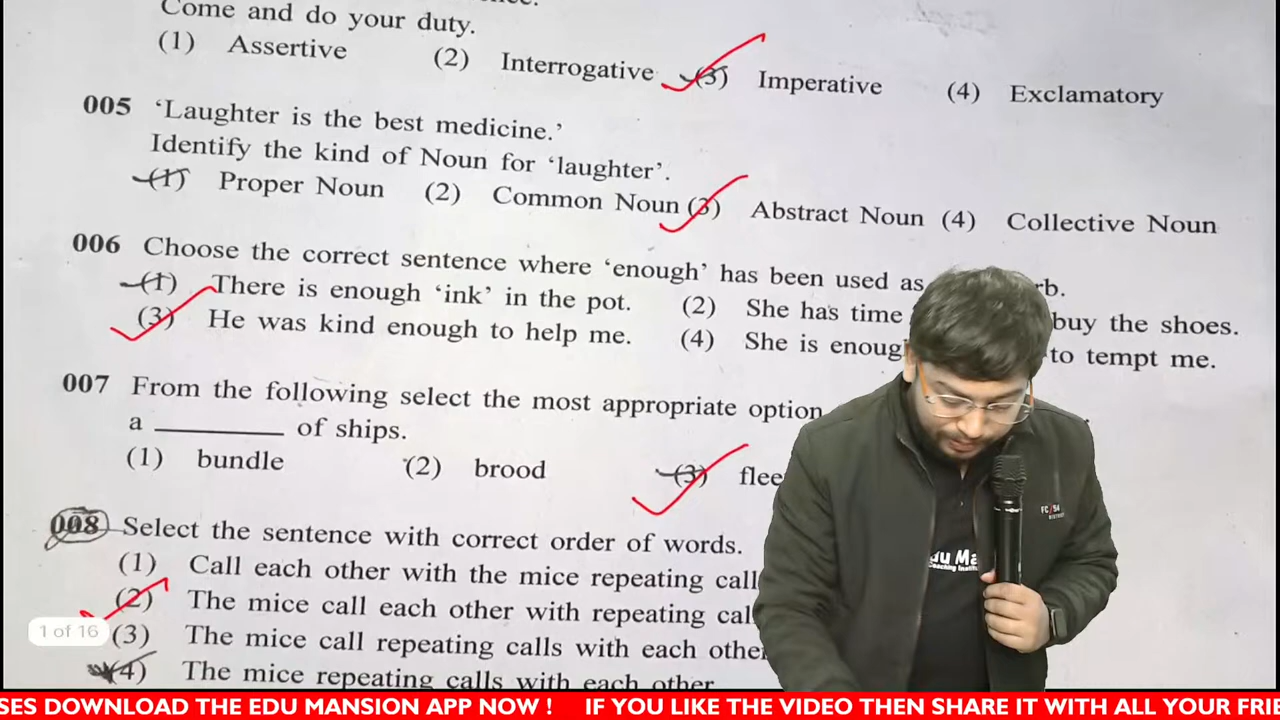 Come and do your duty.
(1) Assertive (2) Interrogative (3) Imperative (4) Exclamatory
005 ‘Laughter is the best medicine.’
Identify the kind of Noun for ‘laughter’.
(1) Proper Noun (2) Common Noun (3) Abstract Noun (4) Collective Noun
006 Choose the correct sentence where ‘enough’ has been used as
(1) There is enough ‘ink’ in the pot. (2) She has time buy the shoes.
(3) He was kind enough to help me. (4) She is to tempt me.
007 From the following select the most appropriate option
a ________ of ships.
(1) bundle (2) brood (3)
008 Select the sentence with correct order of words.
(1) Call each other with the mice repeating
(2) The mice call each other with repeating
(3) The mice call repeating calls with each
(4) The mice repeating calls with each other
1 of 16
FC/54
Coaching
SES DOWNLOAD THE EDU MANSION APP NOW ! IF YOU LIKE THE VIDEO THEN SHARE IT WITH ALL YOUR FRIE